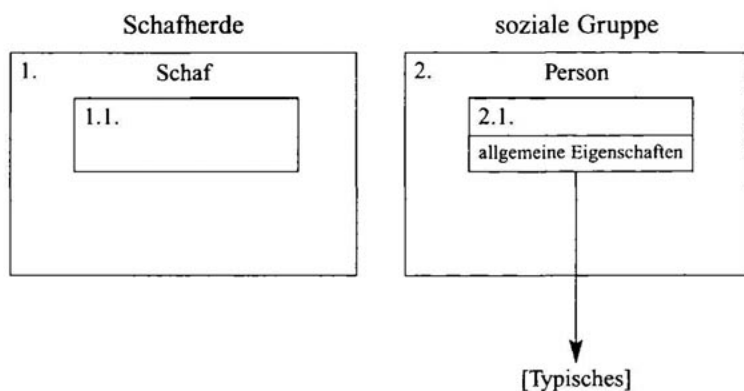 Schafherde
soziale Gruppe
1.
Schaf
1.1.
2.
Person
2.1.
allgemeine Eigenschaften
[Typisches]